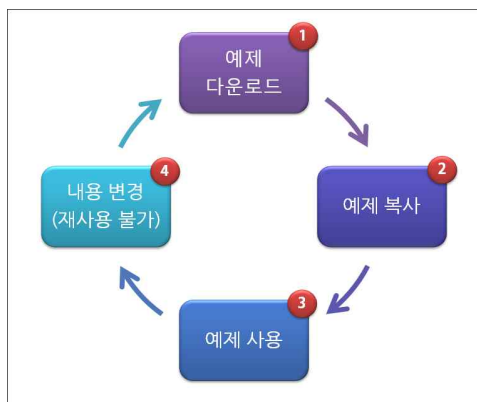 1
예제
다운로드
2
예제 복사
3
예제 사용
4
내용 변경
(재사용 불가)